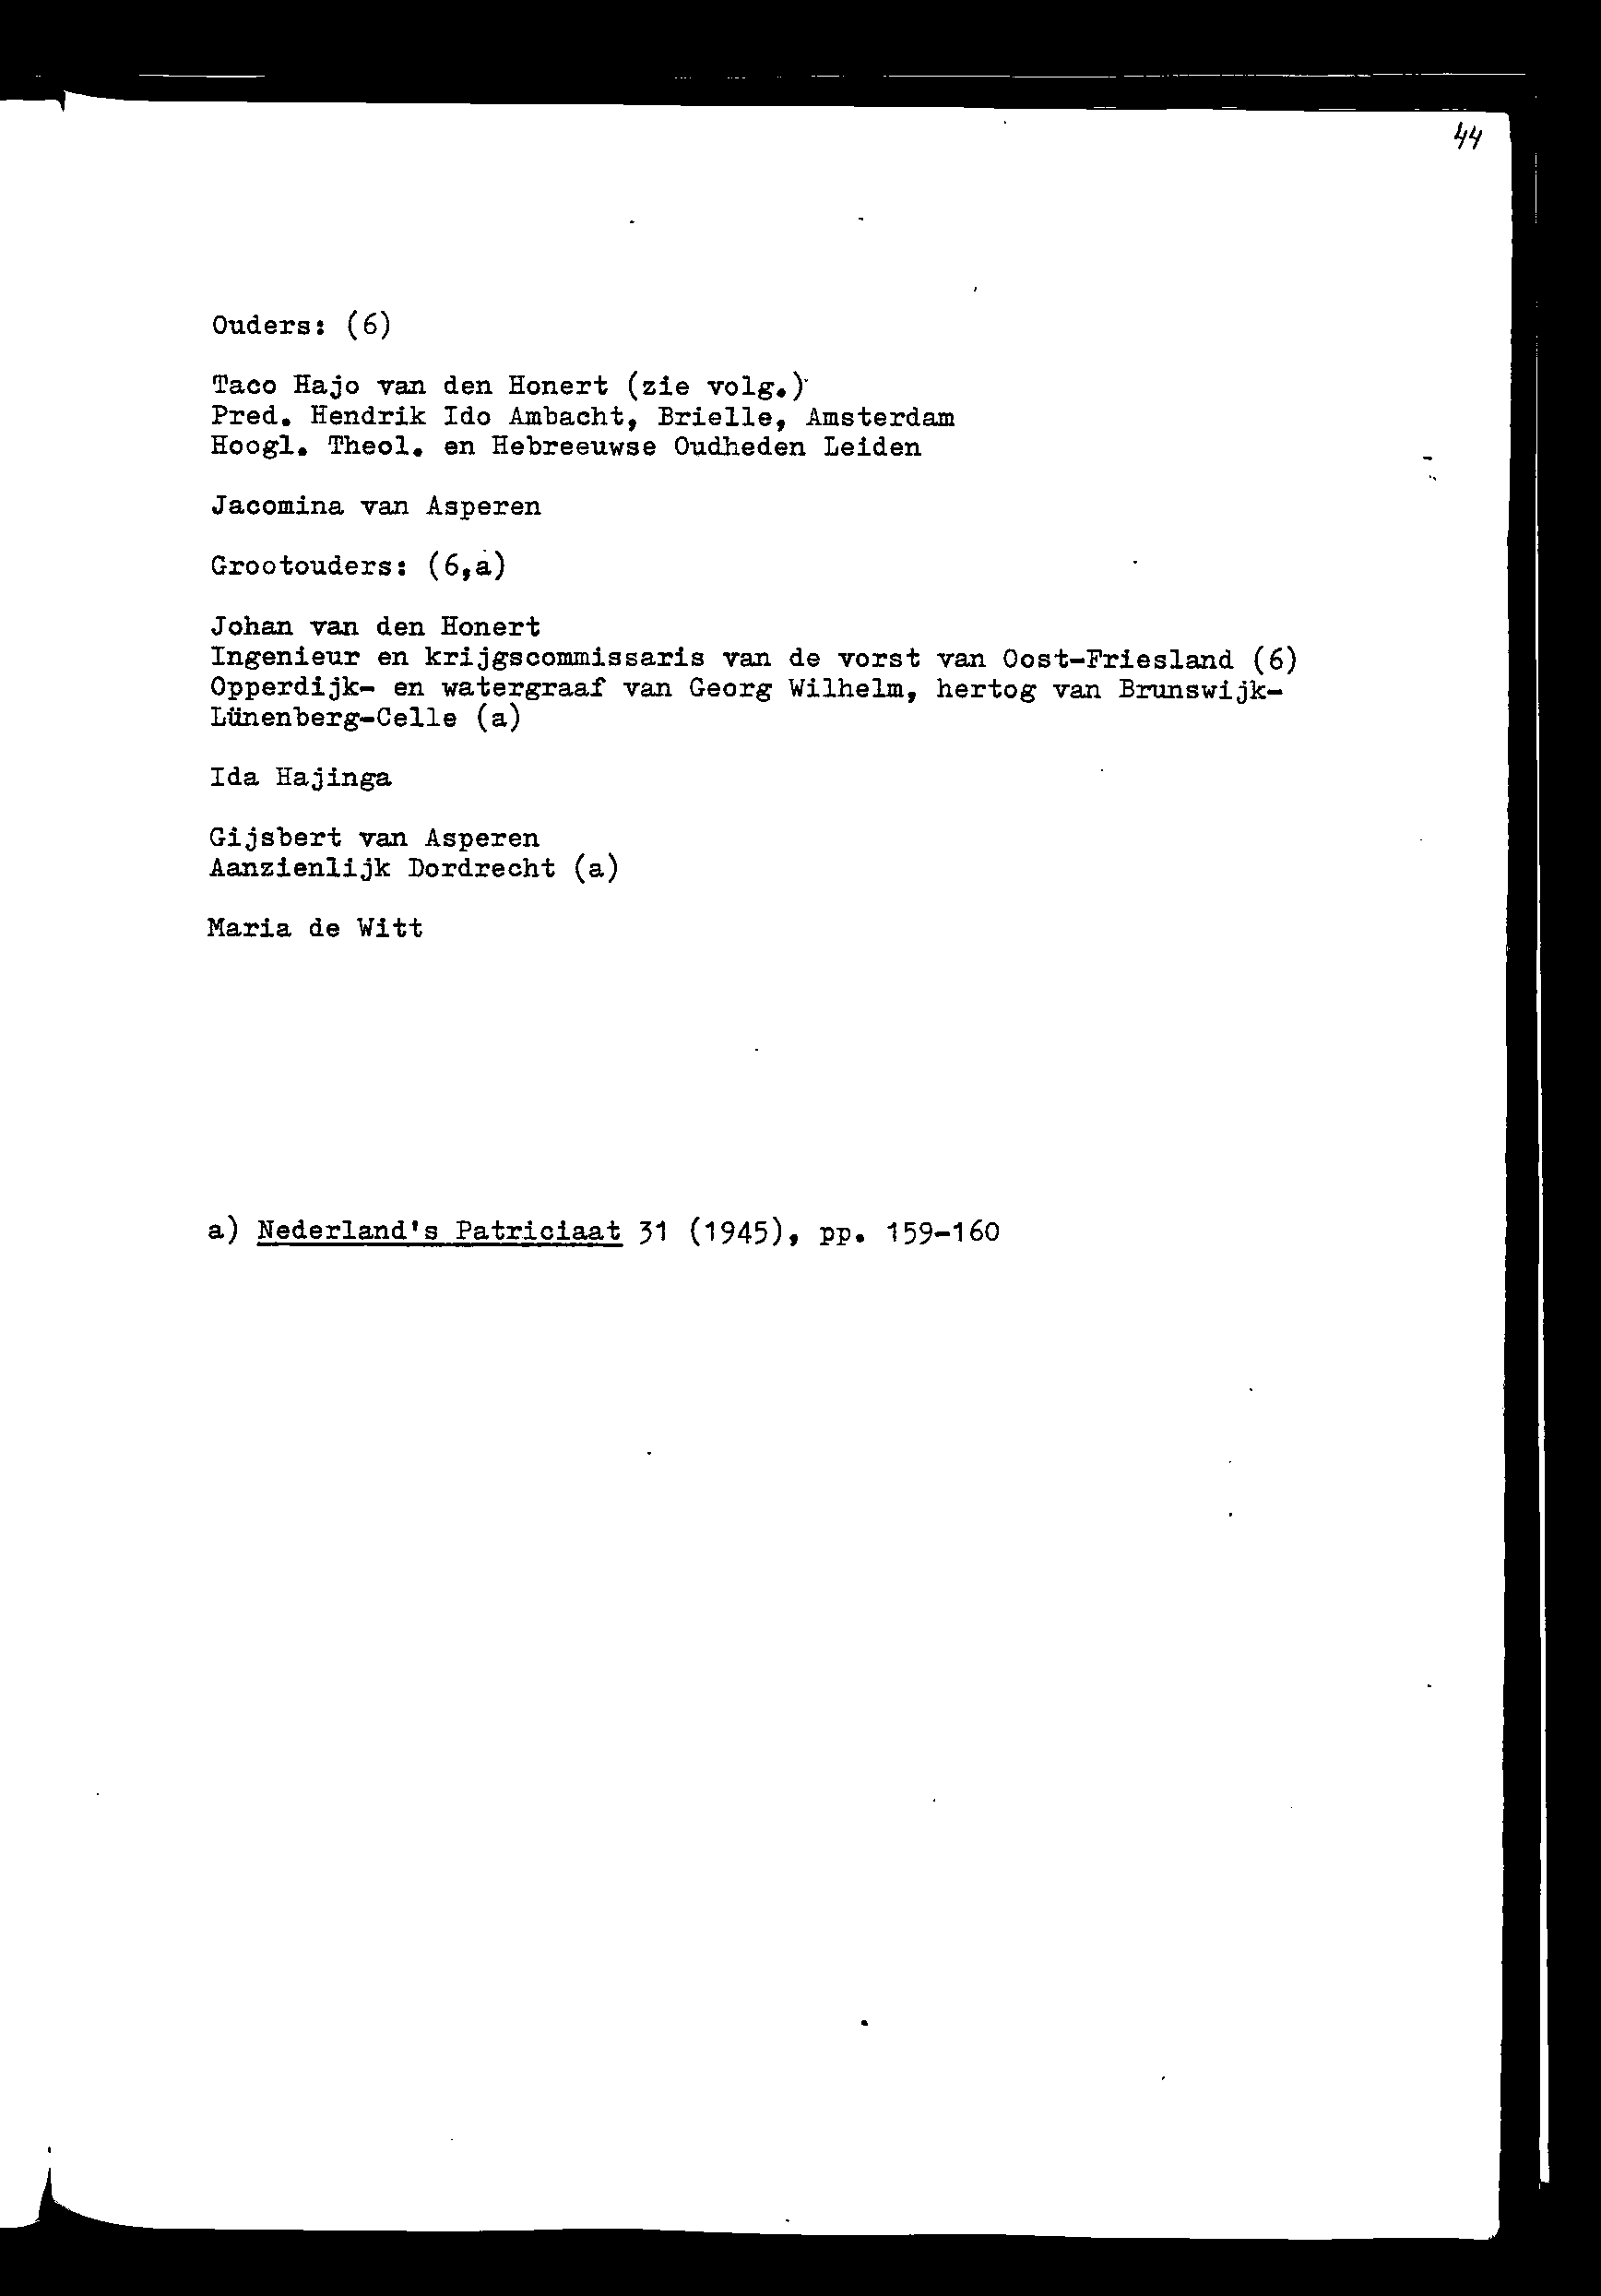 44
Ouders: (6)
Taco Hajo van den Honert (zie volg.)
Pred. Hendrik Ido Ambacht, Brielle, Amsterdam
Hoogl. Theol. en Hebreeuwse Oudheden Leiden
Jacomina van Asperen
Grootouders: (6,a)
Johan van den Honert
Ingenieur en krijgscommissaris van de vorst van Oost-Friesland (6)
Opperdijk- en watergraaf van Georg Wilhelm, hertog van Brunswijk-
Lünenberg-Celle (a)
Ida Hajinga
Gijsbert van Asperen
Aanzienlijk Dordrecht (a)
Maria de Witt
a) Nederland's Patriciaat 31 (1945), pp. 159-160